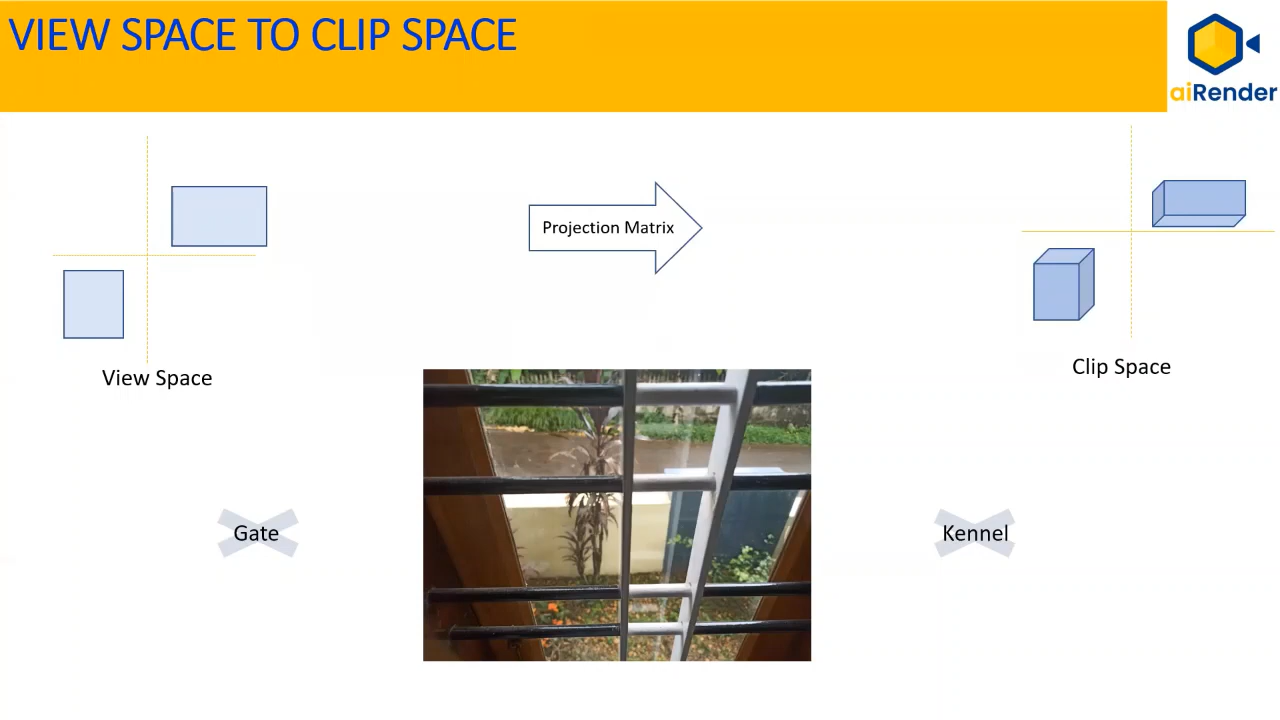 VIEW SPACE TO CLIP SPACE
aiRender
Projection Matrix
View Space
Clip Space
Gate
Kennel